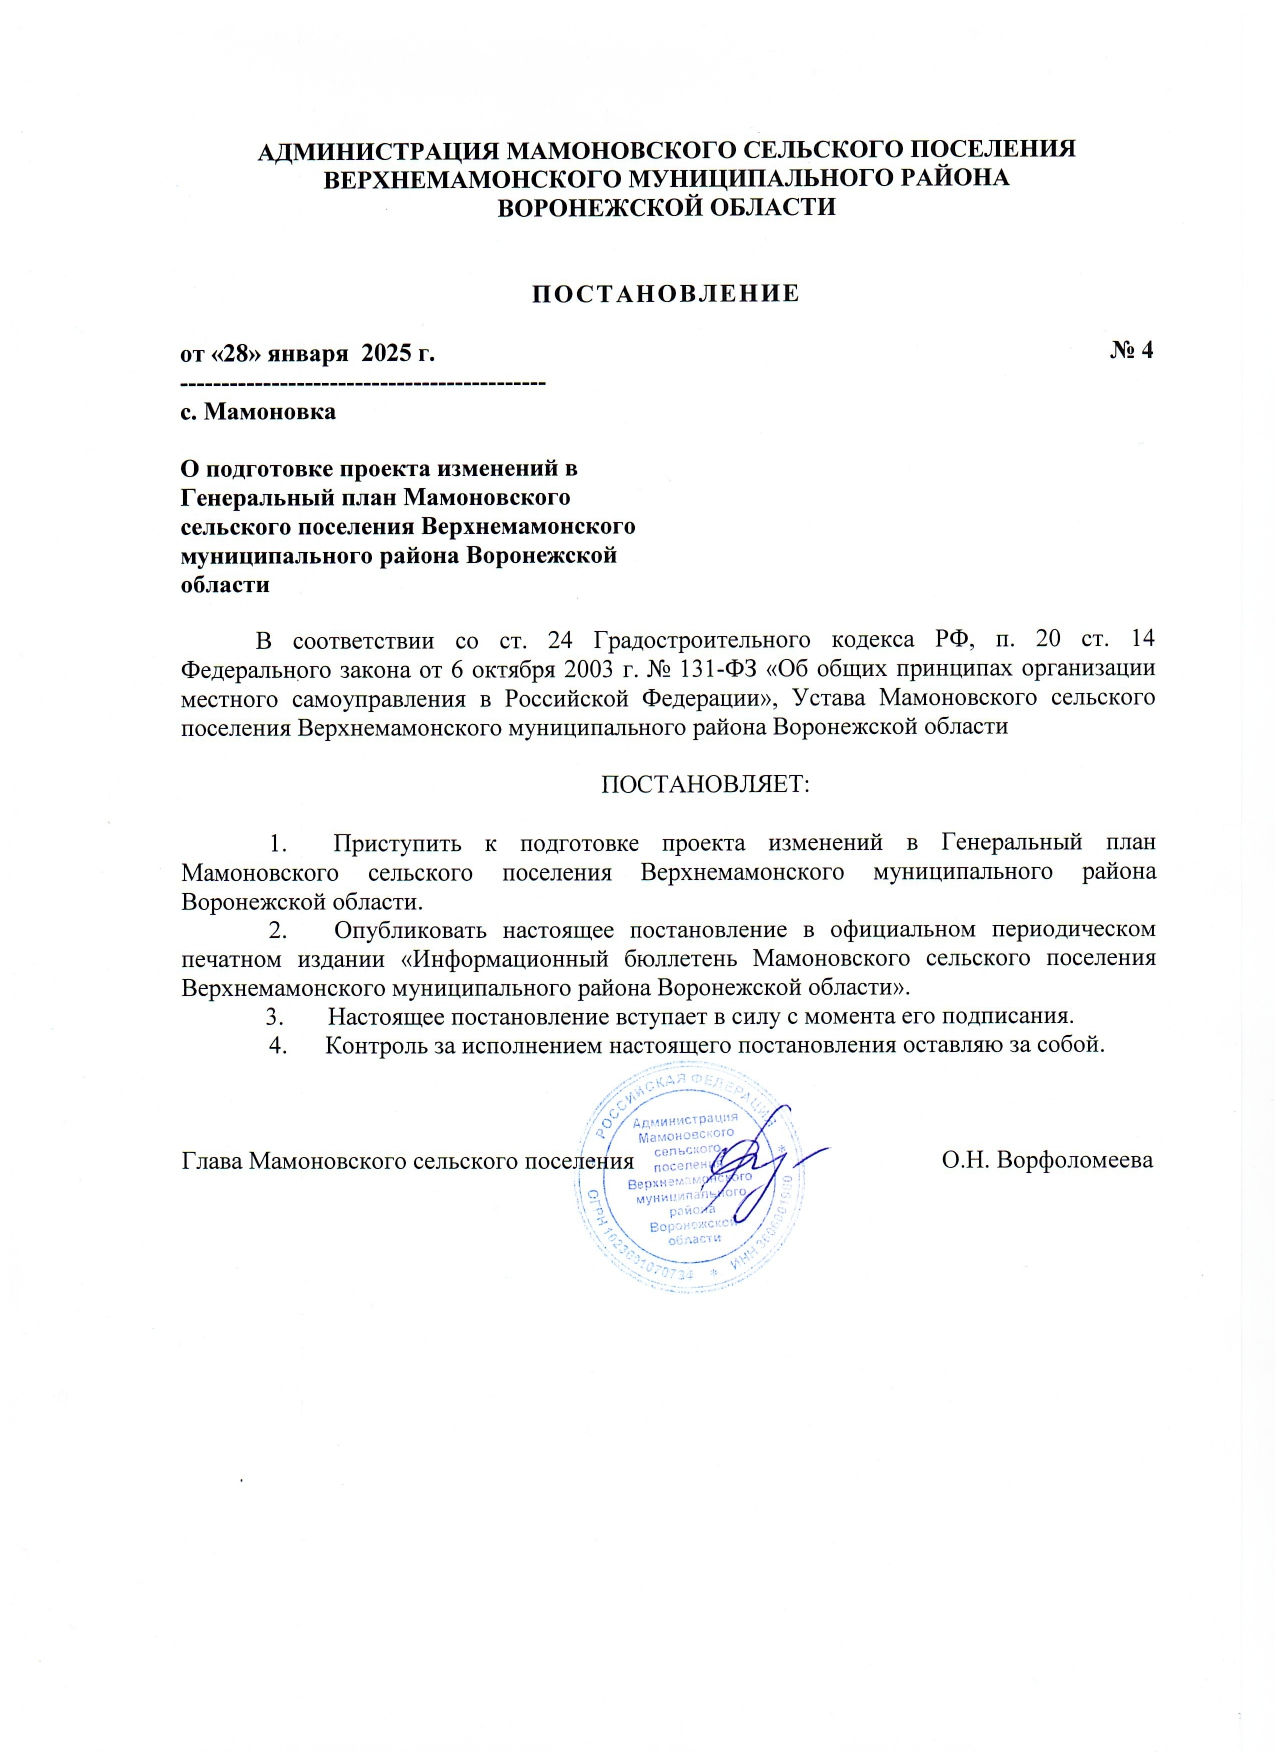 АДМИНИСТРАЦИЯ МАМОНОВСКОГО СЕЛЬСКОГО ПОСЕЛЕНИЯ
ВЕРХНЕМАМОНСКОГО МУНИЦИПАЛЬНОГО РАЙОНА
ВОРОНЕЖСКОЙ ОБЛАСТИ
ПОСТАНОВЛЕНИЕ
от «28» января 2025 г. № 4
--------------------------------------------
с. Мамоновка
О подготовке проекта изменений в
Генеральный план Мамоновского
сельского поселения Верхнемамонского
муниципального района Воронежской
области
В соответствии со ст. 24 Градостроительного кодекса РФ, п. 20 ст. 14
Федерального закона от 6 октября 2003 г. № 131-ФЗ «Об общих принципах организации
местного самоуправления в Российской Федерации», Устава Мамоновского сельского
поселения Верхнемамонского муниципального района Воронежской области
ПОСТАНОВЛЯЕТ:
1. Приступить к подготовке проекта изменений в Генеральный план
Мамоновского сельского поселения Верхнемамонского муниципального района
Воронежской области.
2. Опубликовать настоящее постановление в официальном периодическом
печатном издании «Информационный бюллетень Мамоновского сельского поселения
Верхнемамонского муниципального района Воронежской области».
3. Настоящее постановление вступает в силу с момента его подписания.
4. Контроль за исполнением настоящего постановления оставляю за собой.
Глава Мамоновского сельского поселения О.Н. Ворфоломеева
РОССИЙСКАЯ ФЕДЕРАЦИЯ
Администрация
Мамоновского
сельского
поселения
Верхнемамонского
муниципального
района
Воронежской
области
ОГРН 1023601070734 * ИНН